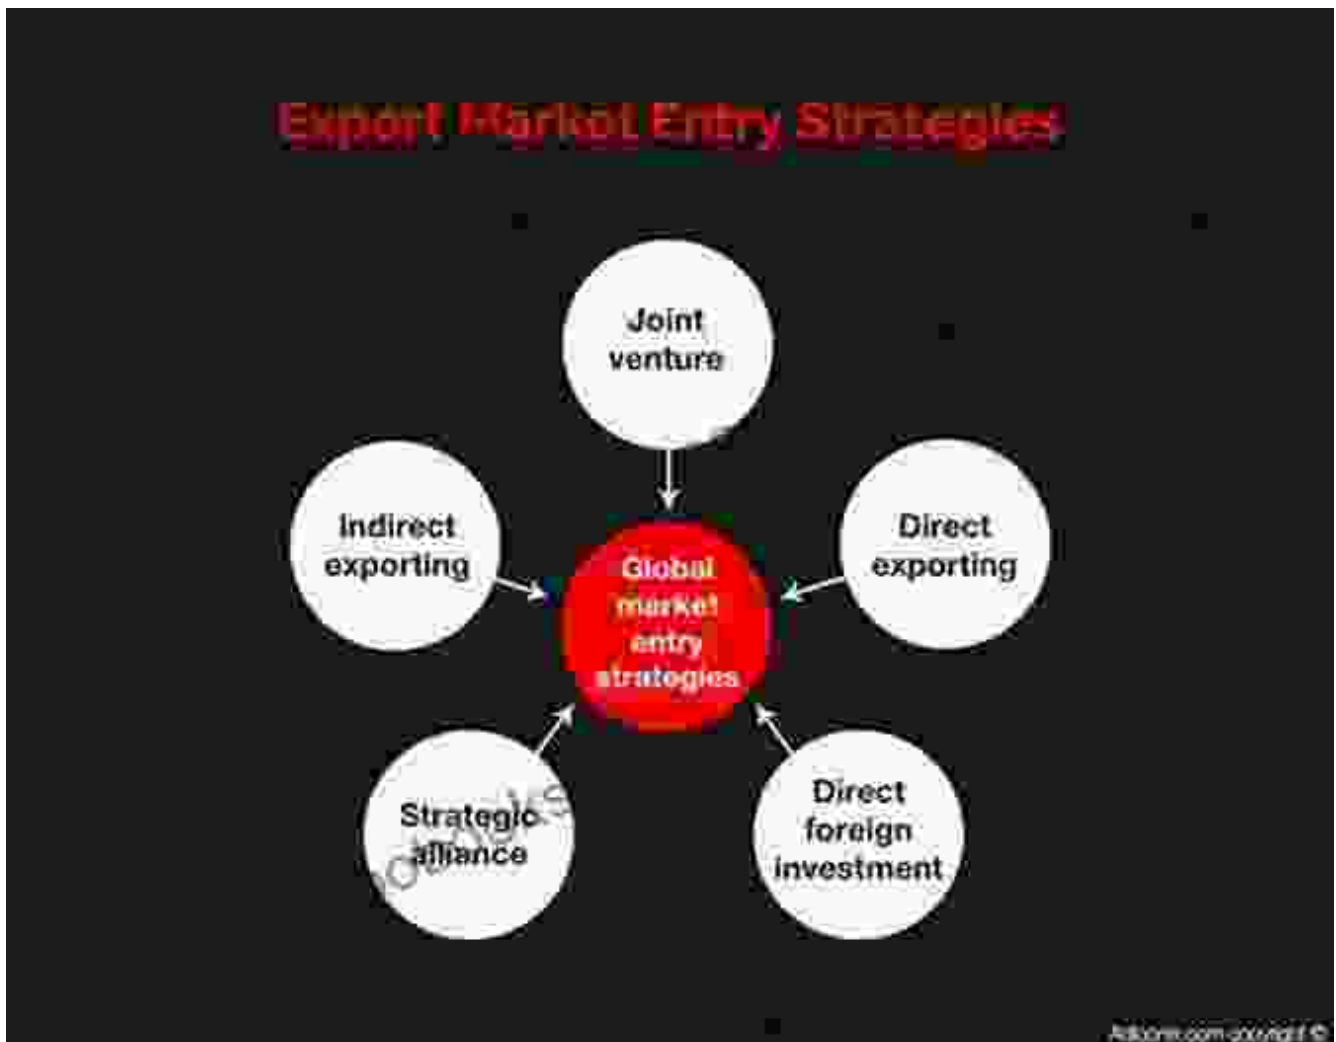 Export Market Entry Strategies
Joint
venture
Indirect
exporting
Direct
exporting
Global
market
entry
strategies
Strategic
alliance
Direct
foreign
investment
copyright ©